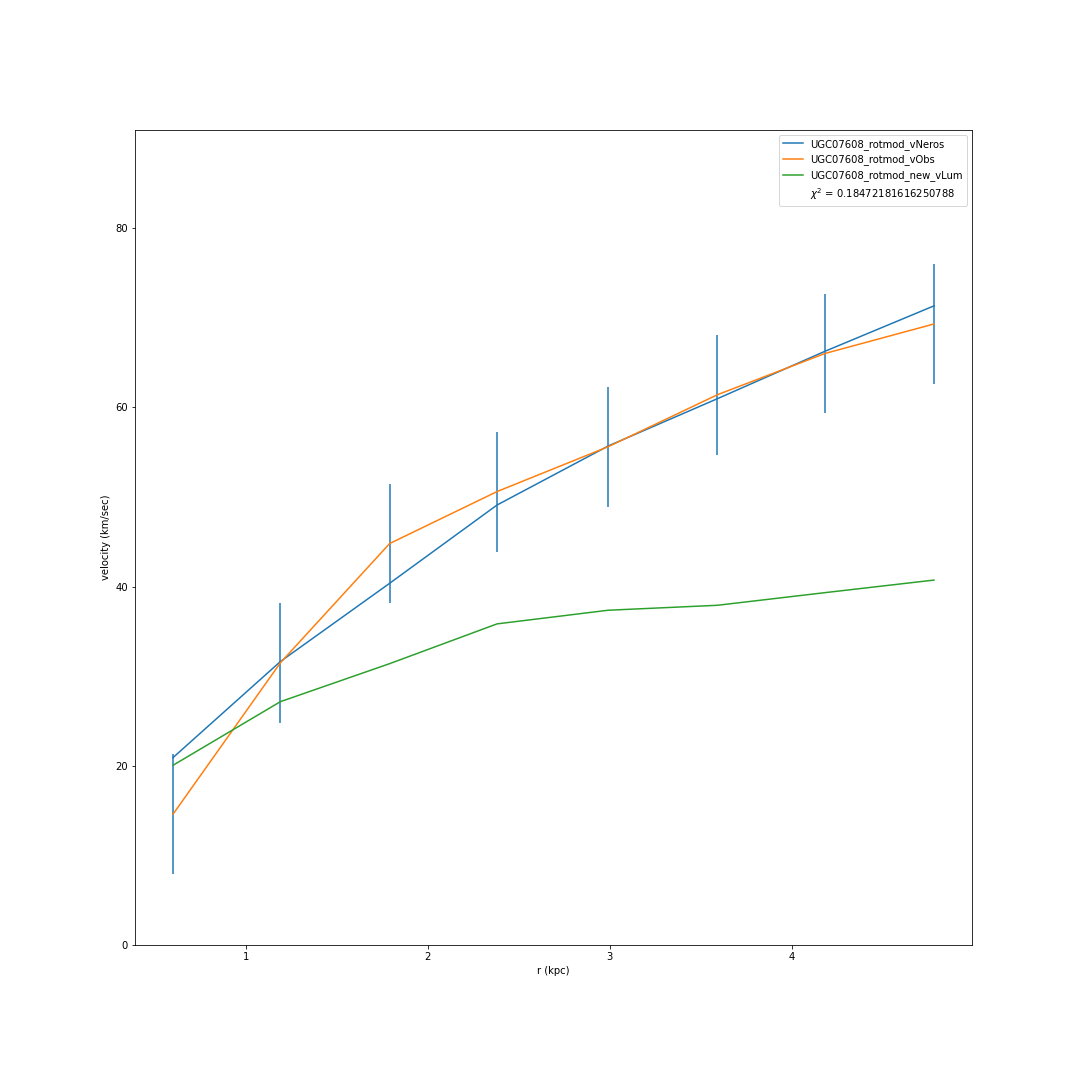 UGC07608_rotmod_vNeros
UGC07608_rotmod_vObs
UGC07608_rotmod_new_vLum
χ² = 0.18472181616250788
80
60
40
20
0
velocity (km/sec)
1 2 3 4
r (kpc)